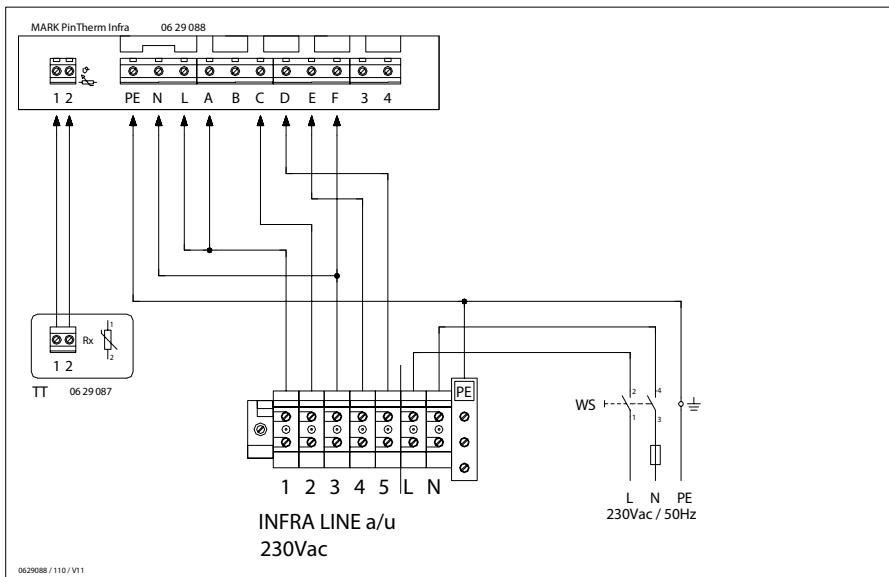 MARK PinTherm Infra 06 29 088
1 2 PE N L A B C D E F 3 4
1
Rx
2
1 2
TT 06 29 087
PE
2 4
WS
1 3
1 2 3 4 5 L N
L N PE
230Vac / 50Hz
INFRA LINE a/u
230Vac
0629088 / 110 / V11